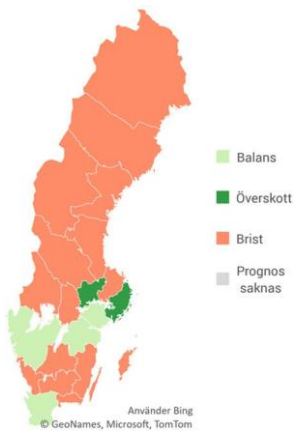 Balans
Överskott
Brist
Prognos
saknas
Använder Bing
© GeoNames, Microsoft, TomTom